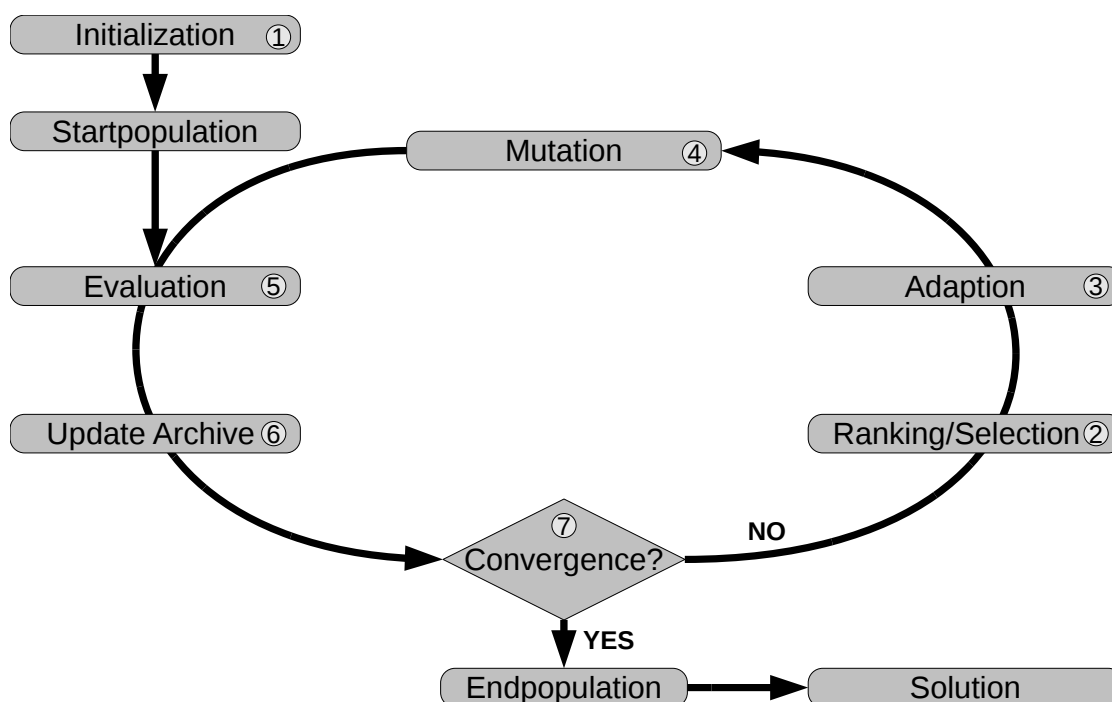 Initialization ①
Startpopulation
Mutation ④
Evaluation ⑤
Adaption ③
Update Archive ⑥
Ranking/Selection ②
⑦
Convergence?
NO
YES
Endpopulation
Solution